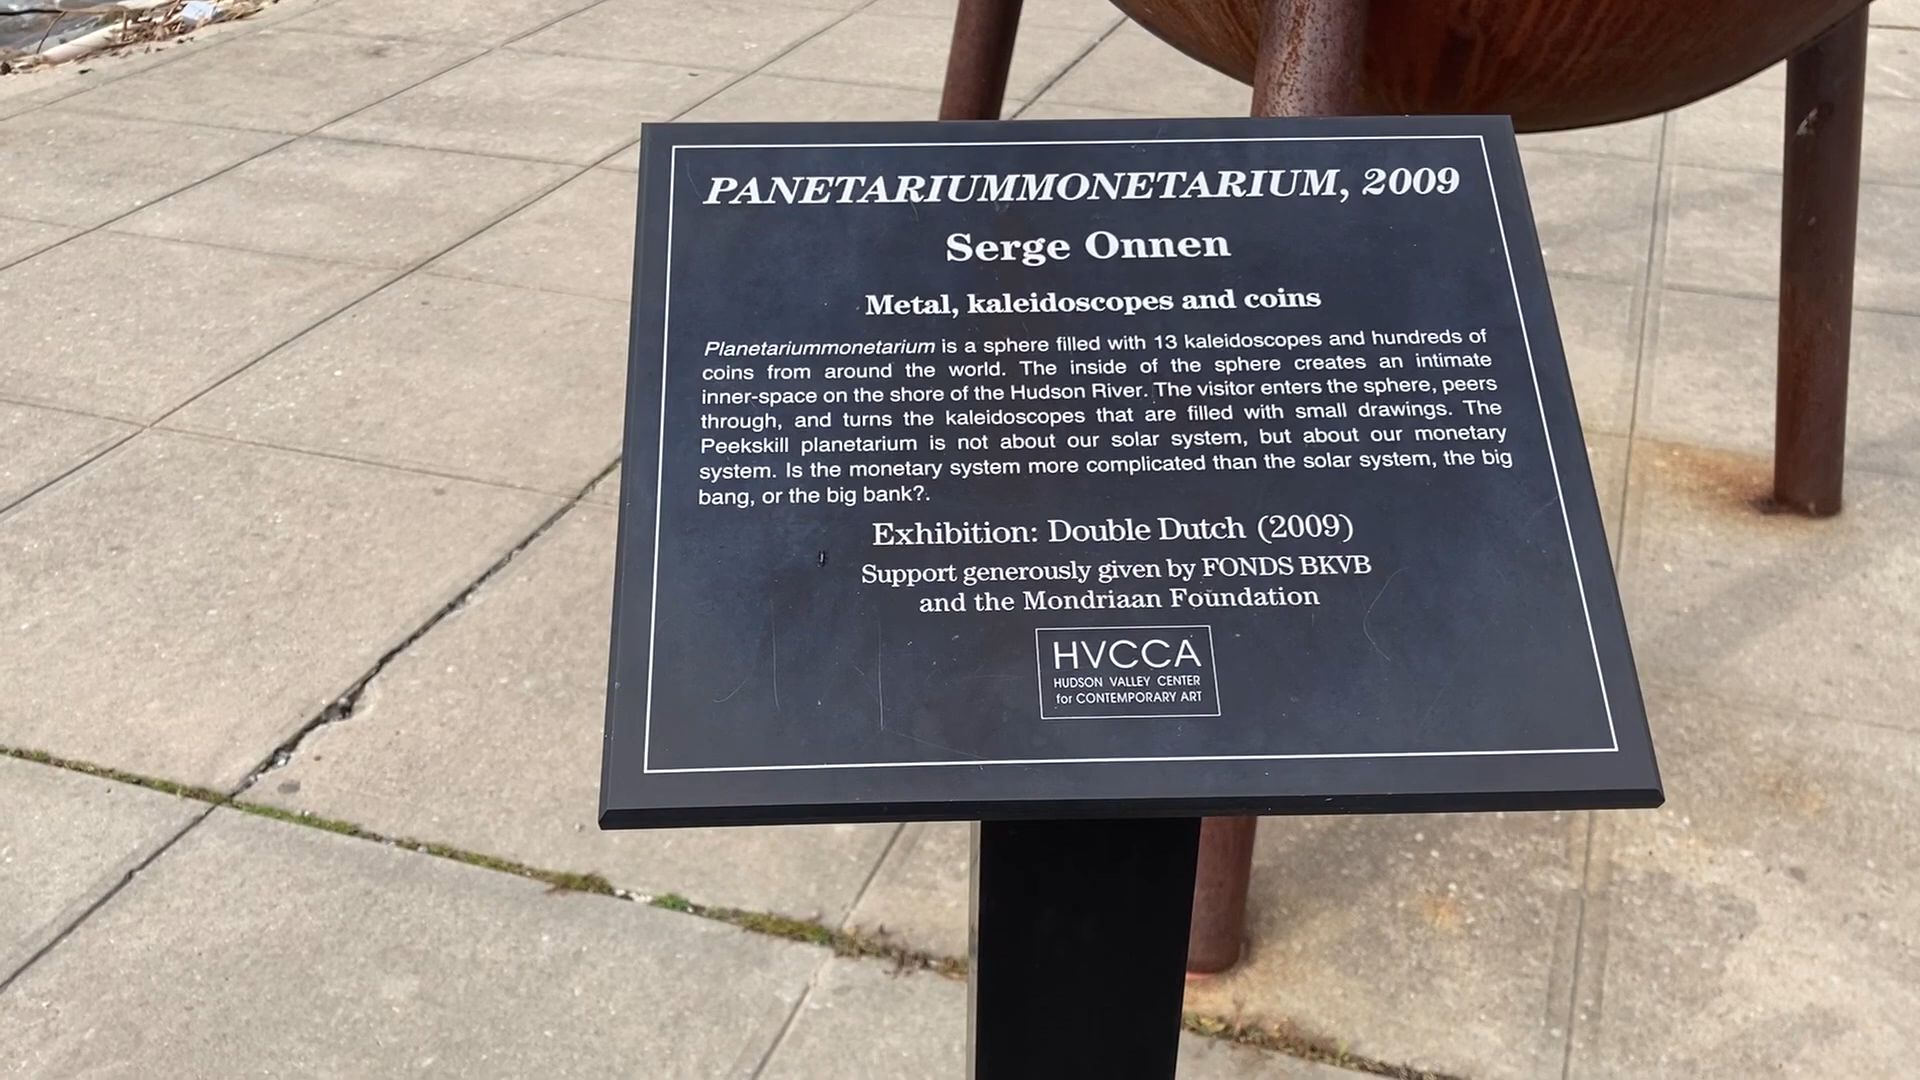 PANETARIUMMONETARIUM, 2009
Serge Onnen
Metal, kaleidoscopes and coins
Planetariummonetarium is a sphere filled with 13 kaleidoscopes and hundreds of
coins from around the world. The inside of the sphere creates an intimate
inner-space on the shore of the Hudson River. The visitor enters the sphere, peers
through, and turns the kaleidoscopes that are filled with small drawings. The
Peekskill planetarium is not about our solar system, but about our monetary
system. Is the monetary system more complicated than the solar system, the big
bang, or the big bank?.
Exhibition: Double Dutch (2009)
Support generously given by FONDS BKVB
and the Mondriaan Foundation
HVCCA
HUDSON VALLEY CENTER
for CONTEMPORARY ART